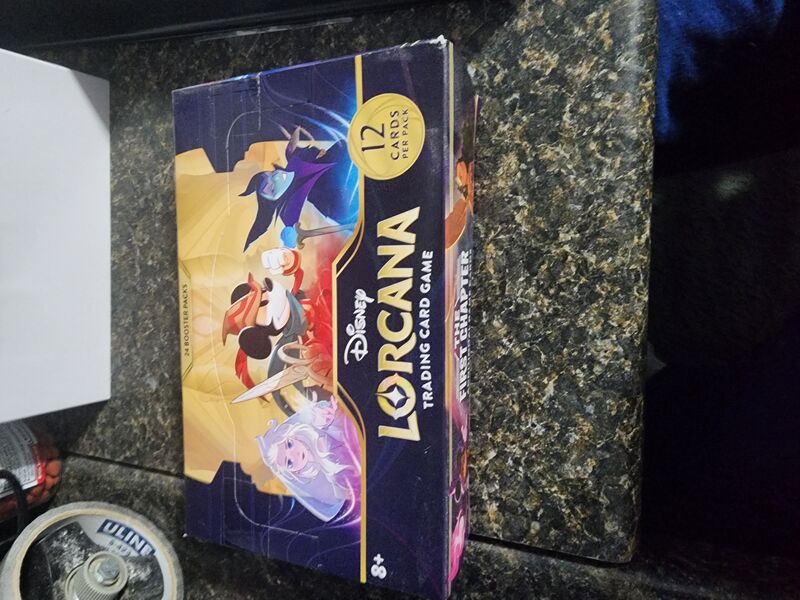 24 BOOSTER PACKS
12
CARDS
PER PACK
Disney
LORCANA
TRADING CARD GAME
8+
THE
FIRST CHAPTER
ULINE